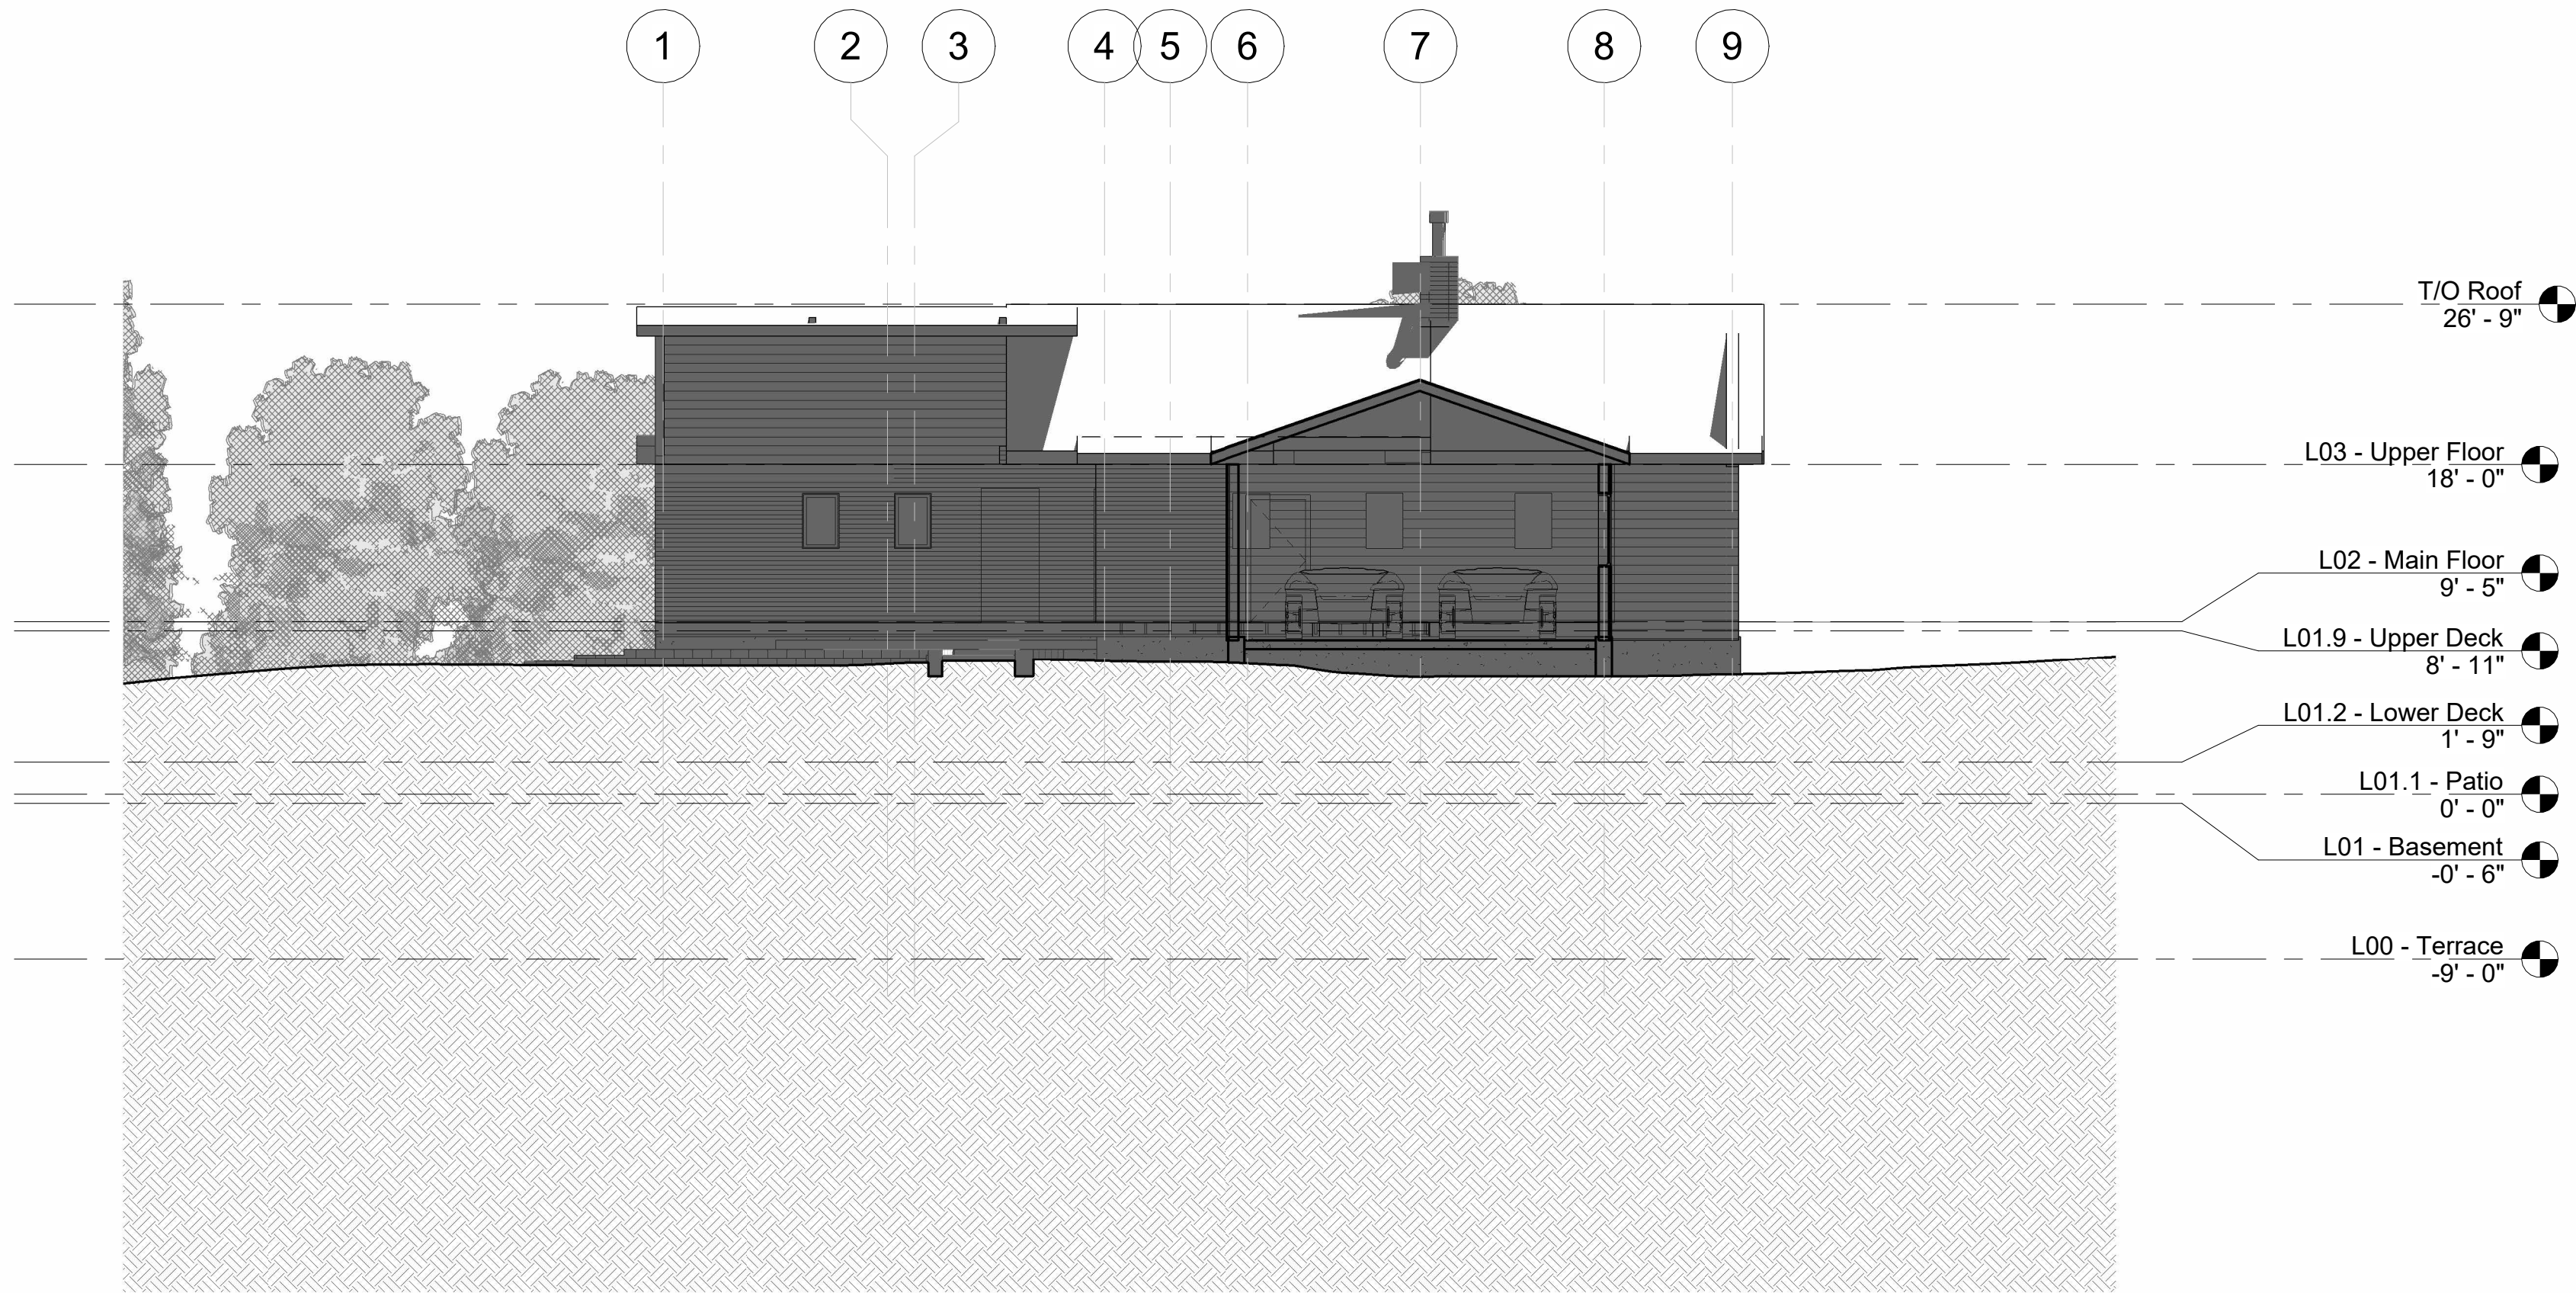 1
2
3
4
5
6
7
8
9
T/O Roof
26' - 9"
L03 - Upper Floor
18' - 0"
L02 - Main Floor
9' - 5"
L01.9 - Upper Deck
8' - 11"
L01.2 - Lower Deck
1' - 9"
L01.1 - Patio
0' - 0"
L01 - Basement
-0' - 6"
L00 - Terrace
-9' - 0"